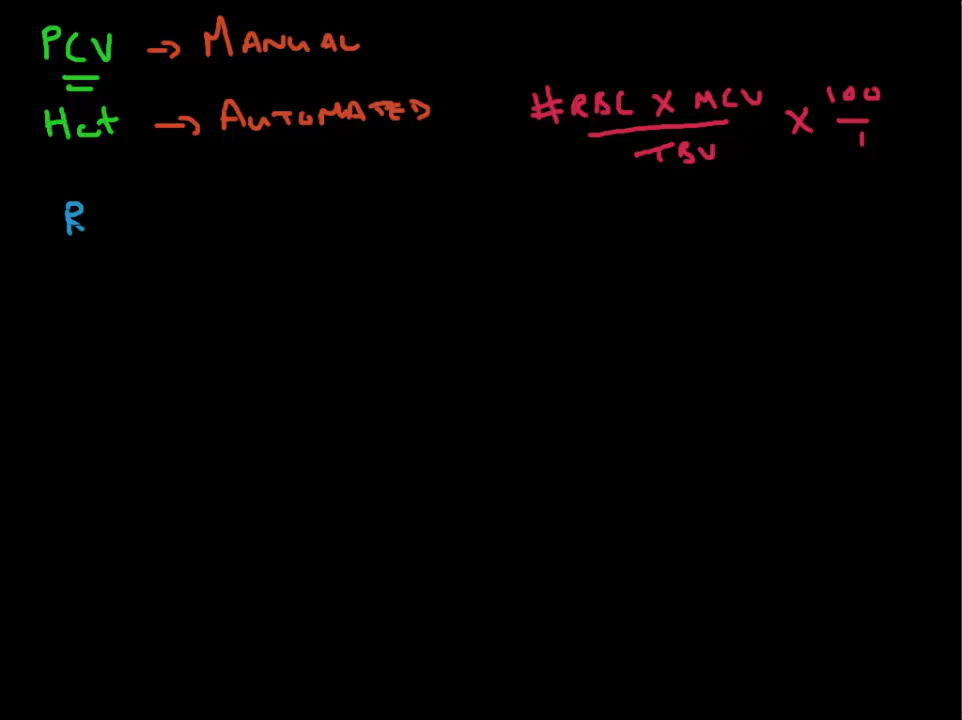 PCV → MANUAL
Hct → AUTOMATED
#RBC X MCV X 100
TBV 1
R